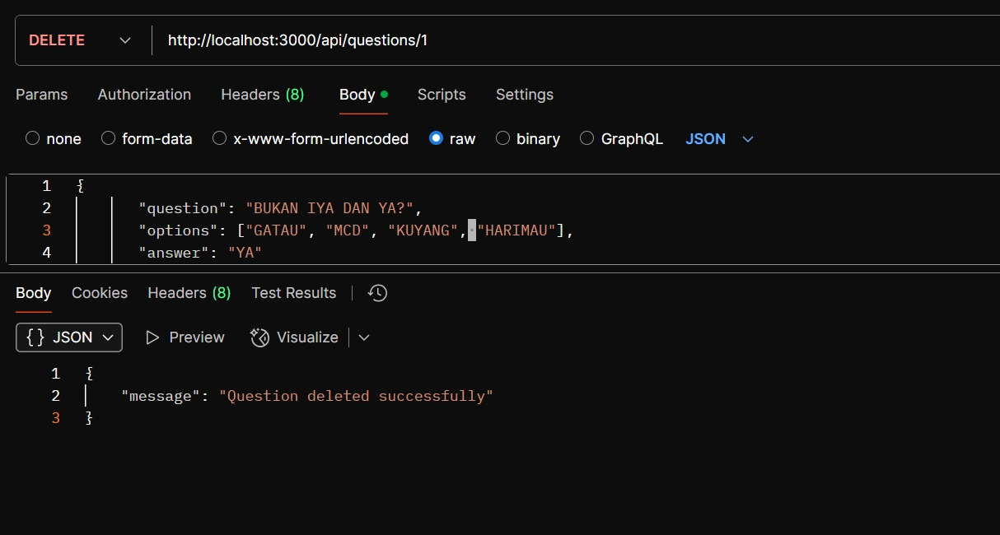 DELETE http://localhost:3000/api/questions/1
Params Authorization Headers (8) Body Scripts Settings
none form-data x-www-form-urlencoded raw binary GraphQL JSON
1 {
2 "question": "BUKAN IYA DAN YA?",
3 "options": ["GATAU", "MCD", "KUYANG", "HARIMAU"],
4 "answer": "YA"
Body Cookies Headers (8) Test Results
{} JSON Preview Visualize
1 {
2 "message": "Question deleted successfully"
3 }